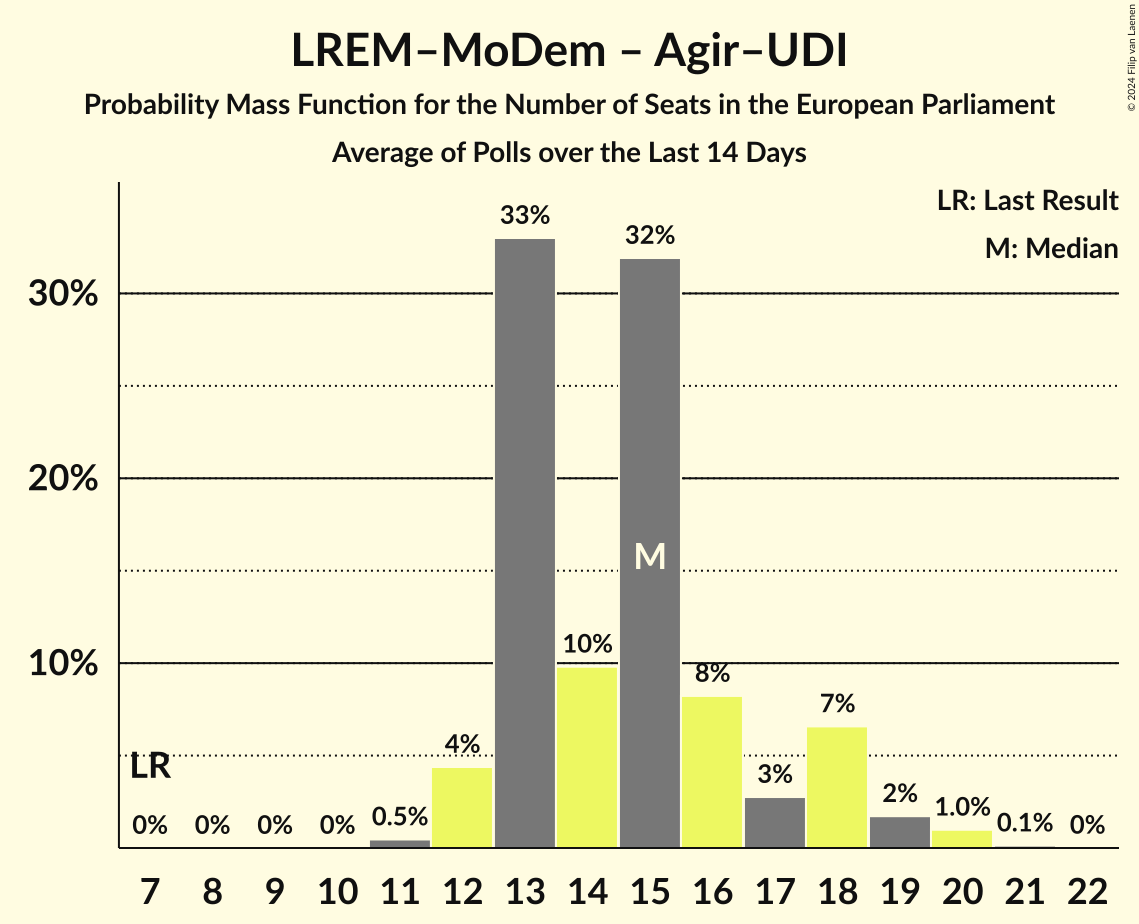 LREM–MoDem – Agir–UDI
Probability Mass Function for the Number of Seats in the European Parliament
Average of Polls over the Last 14 Days
© 2024 Filip van Laenen
LR: Last Result
M: Median
33%
32%
30%
20%
M
10%
10%
8%
7%
4%
LR
3%
2%
1.0%
0.5%
0.1%
0% 0% 0% 0% 0%
7 8 9 10 11 12 13 14 15 16 17 18 19 20 21 22